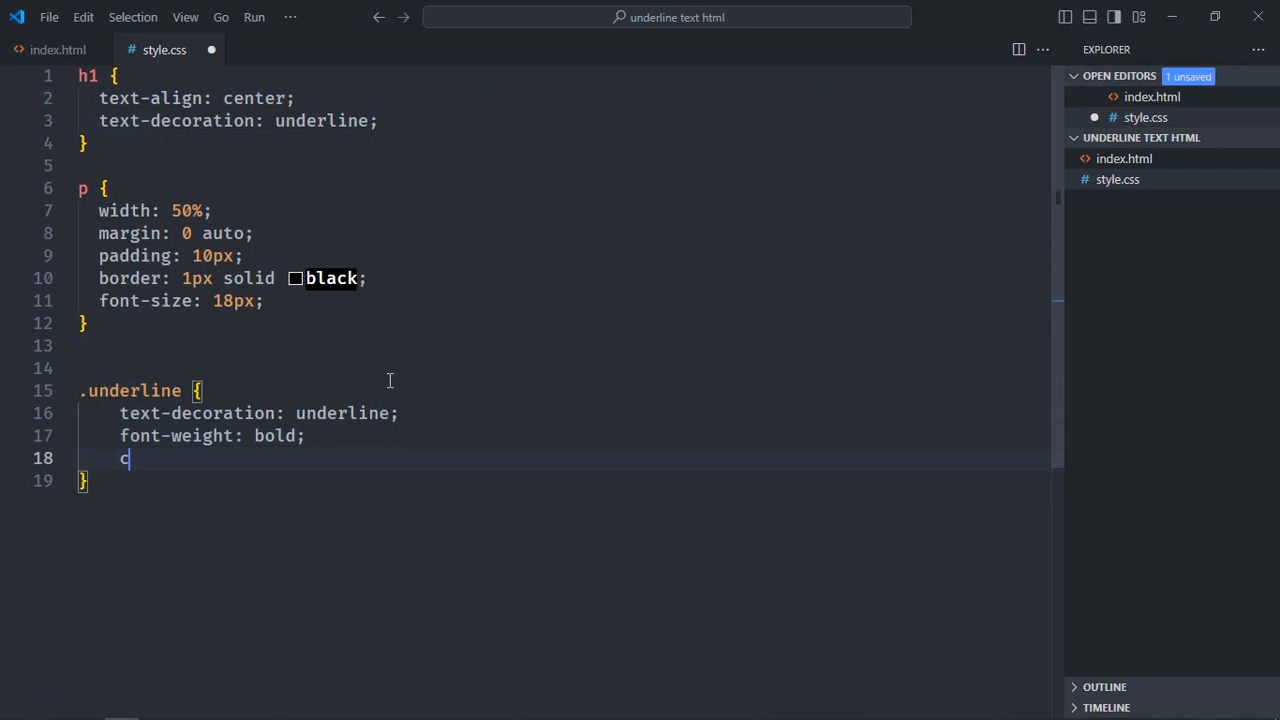 File Edit Selection View Go Run ···
underline text html
index.html
# style.css
EXPLORER
1 h1 {
2 text-align: center;
3 text-decoration: underline;
4 }
5
6 p {
7 width: 50%;
8 margin: 0 auto;
9 padding: 10px;
10 border: 1px solid black;
11 font-size: 18px;
12 }
13
14
15 .underline {
16 text-decoration: underline;
17 font-weight: bold;
18 c
19 }
OPEN EDITORS 1 unsaved
index.html
# style.css
UNDERLINE TEXT HTML
index.html
# style.css
OUTLINE
TIMELINE